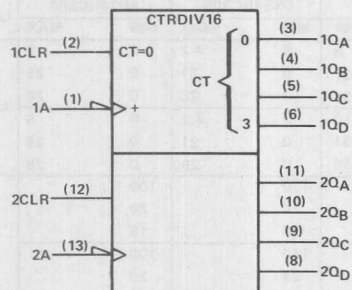 CTRDIV16
1CLR (2) CT=0 0 (3) 1QA
(4) 1QB
1A (1) + CT (5) 1QC
3 (6) 1QD
2CLR (12) (11) 2QA
(10) 2QB
2A (13) (9) 2QC
(8) 2QD